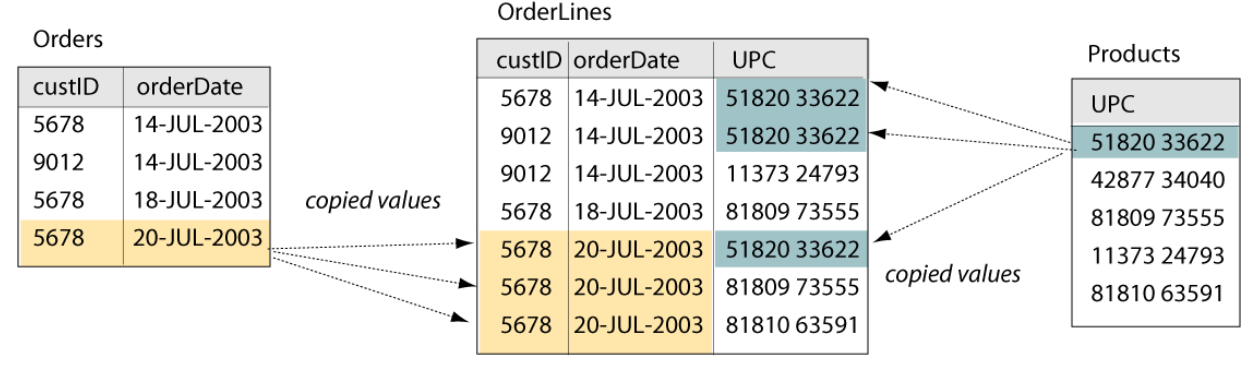 Orders
custID orderDate
5678 14-JUL-2003
9012 14-JUL-2003
5678 18-JUL-2003
5678 20-JUL-2003
copied values
OrderLines
custID orderDate UPC
5678 14-JUL-2003 51820 33622
9012 14-JUL-2003 51820 33622
9012 14-JUL-2003 11373 24793
5678 18-JUL-2003 81809 73555
5678 20-JUL-2003 51820 33622
5678 20-JUL-2003 81809 73555
5678 20-JUL-2003 81810 63591
copied values
Products
UPC
51820 33622
42877 34040
81809 73555
11373 24793
81810 63591